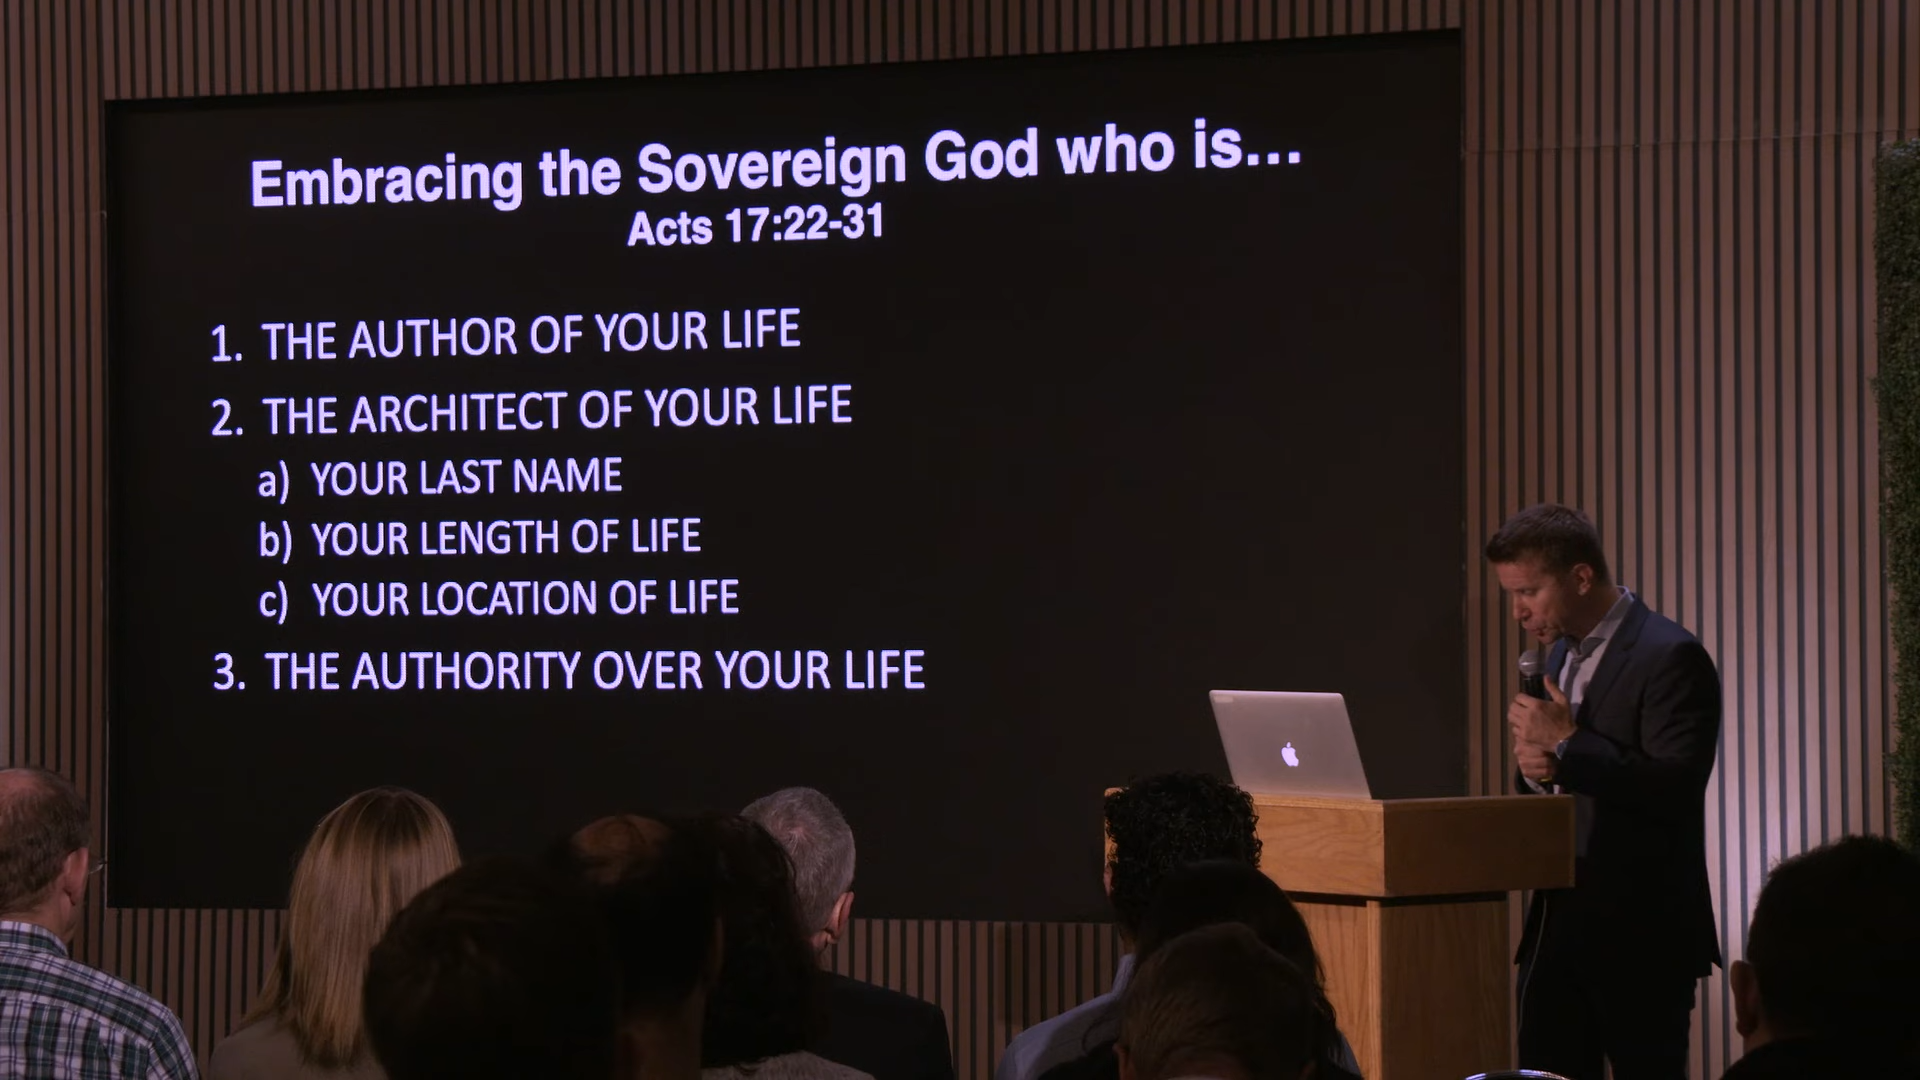 Embracing the Sovereign God who is...
Acts 17:22-31
1. THE AUTHOR OF YOUR LIFE
2. THE ARCHITECT OF YOUR LIFE
a) YOUR LAST NAME
b) YOUR LENGTH OF LIFE
c) YOUR LOCATION OF LIFE
3. THE AUTHORITY OVER YOUR LIFE